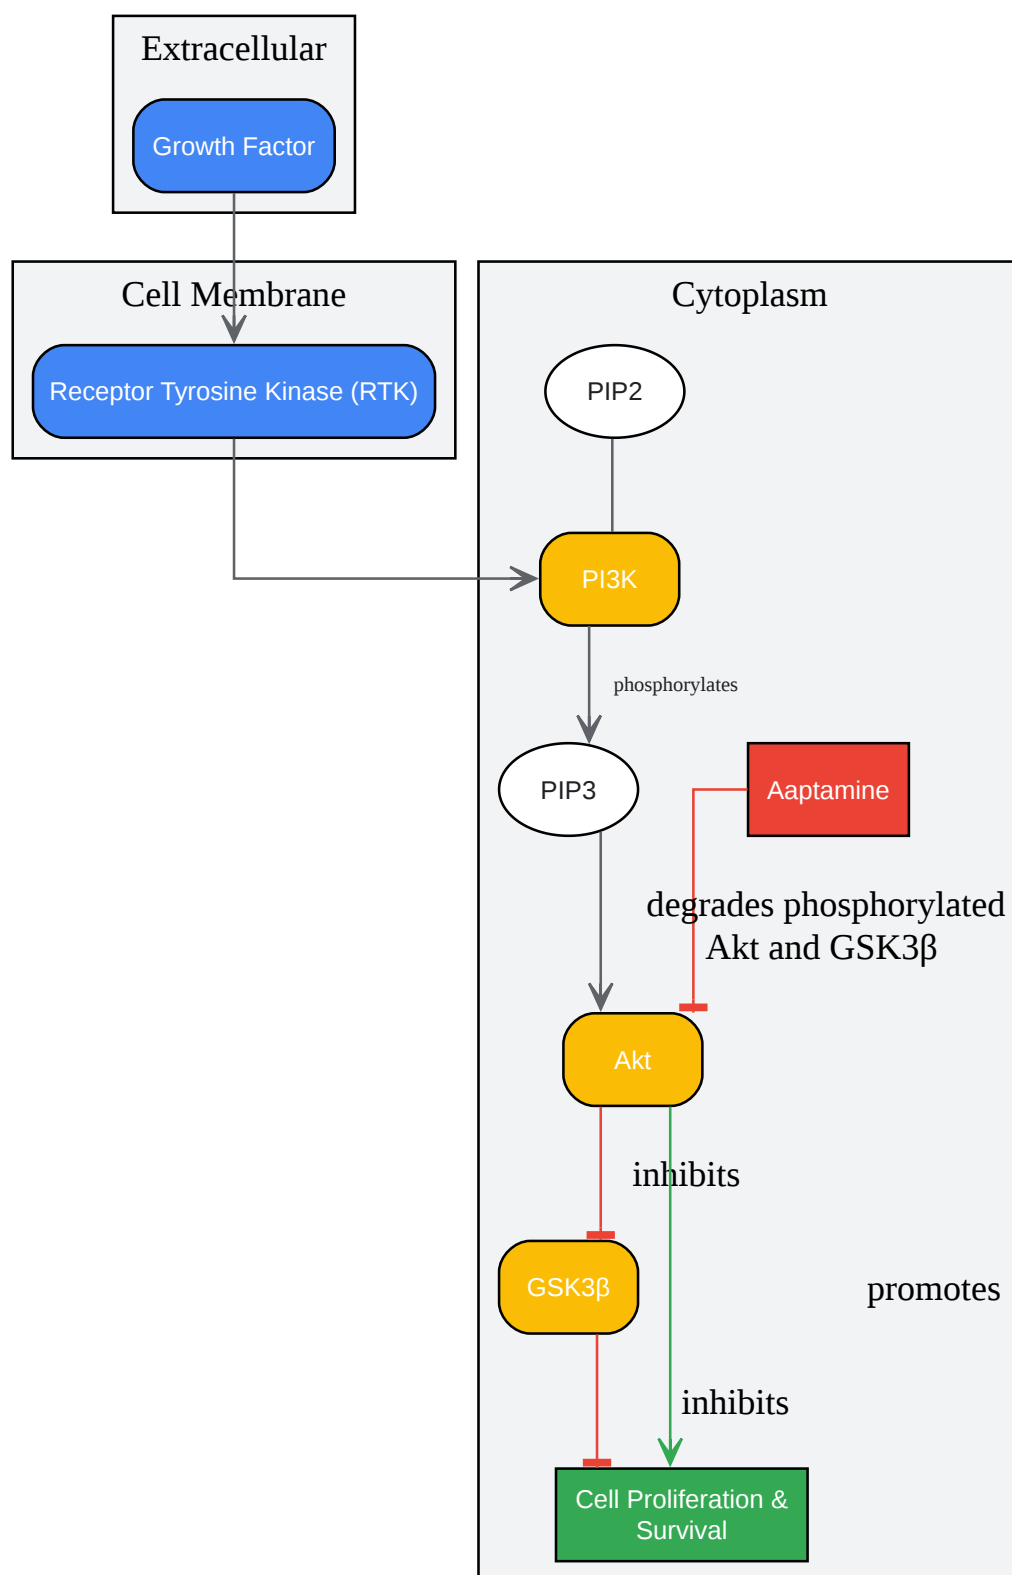 Extracellular
Growth Factor
Cell Membrane
Receptor Tyrosine Kinase (RTK)
Cytoplasm
PIP2
PI3K
phosphorylates
PIP3
Aaptamine
degrades phosphorylated
Akt and GSK3β
Akt
inhibits
GSK3β
promotes
inhibits
Cell Proliferation &
Survival